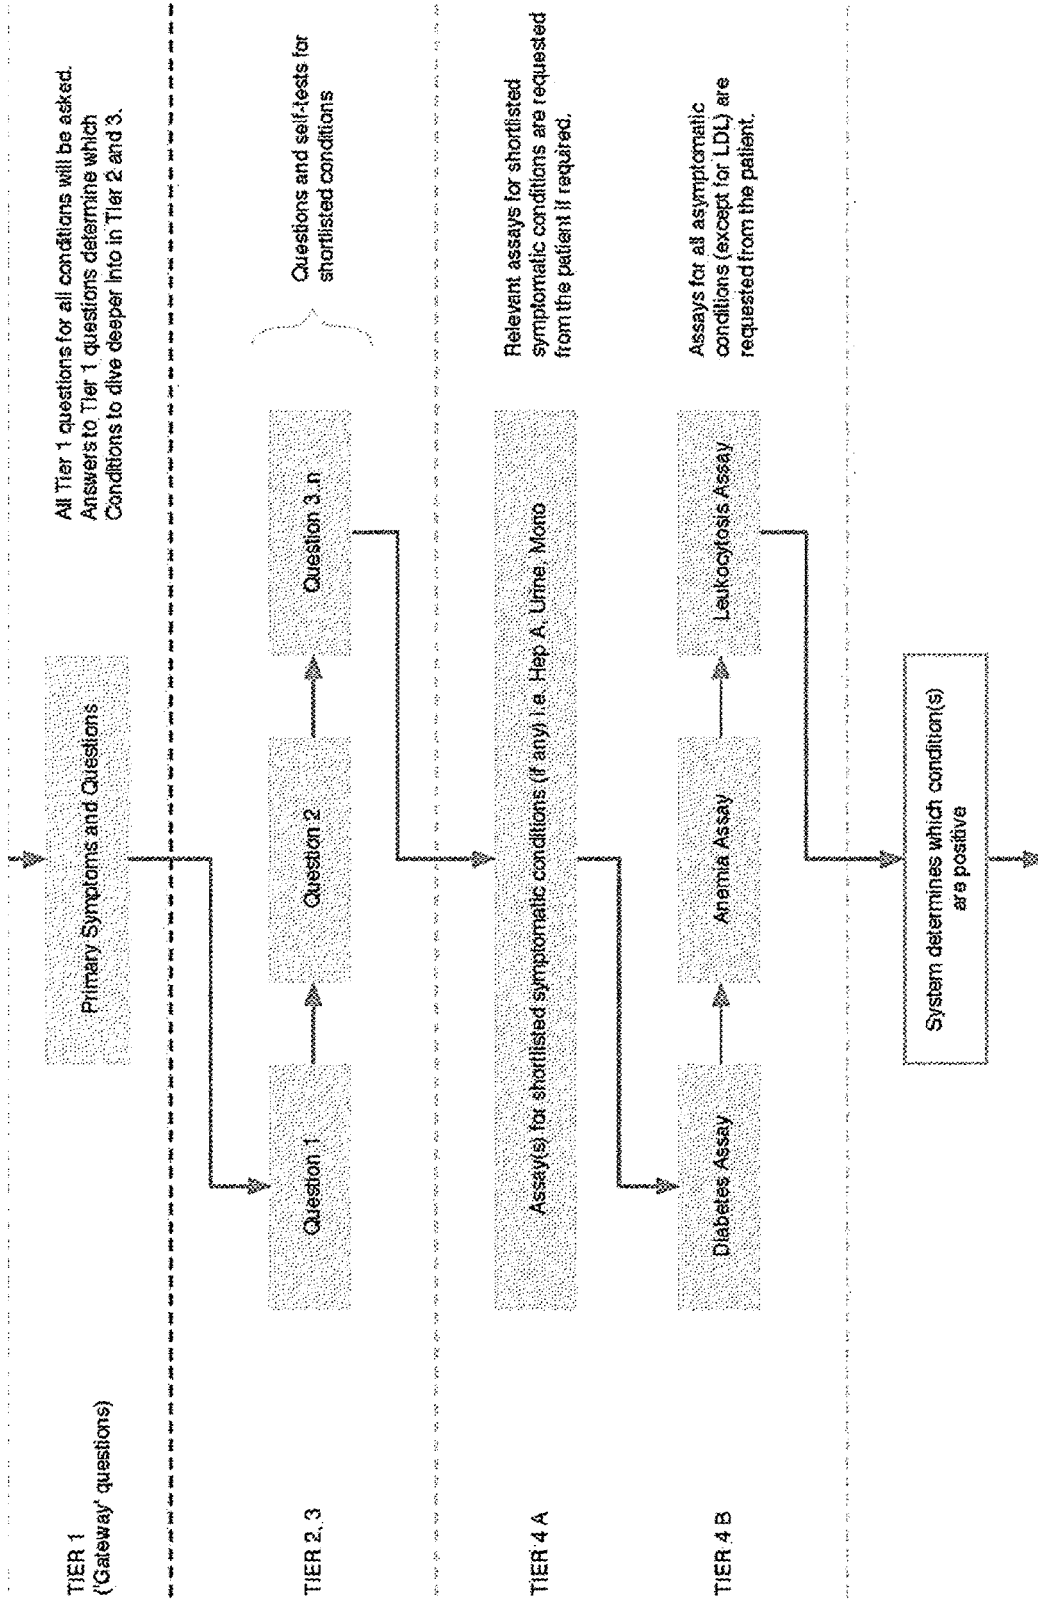 TIER 1
('Gateway' questions)
Primary Symptoms and Questions
All Tier 1 questions for all conditions will be asked.
Answers to Tier 1 questions determine which
Conditions to dive deeper into in Tier 2 and 3.
TIER 2, 3
Question 1
Question 2
Question 3..n
Questions and self-tests for
shortlisted conditions
TIER 4 A
Assay(s) for shortlisted symptomatic conditions (if any) i.e. Hep A, Urine, Mono
Relevant assays for shortlisted
symptomatic conditions are requested
from the patient if required.
TIER 4 B
Diabetes Assay
Anemia Assay
Leukocytosis Assay
Assays for all asymptomatic
conditions (except for LDL) are
requested from the patient.
System determines which condition(s)
are positive